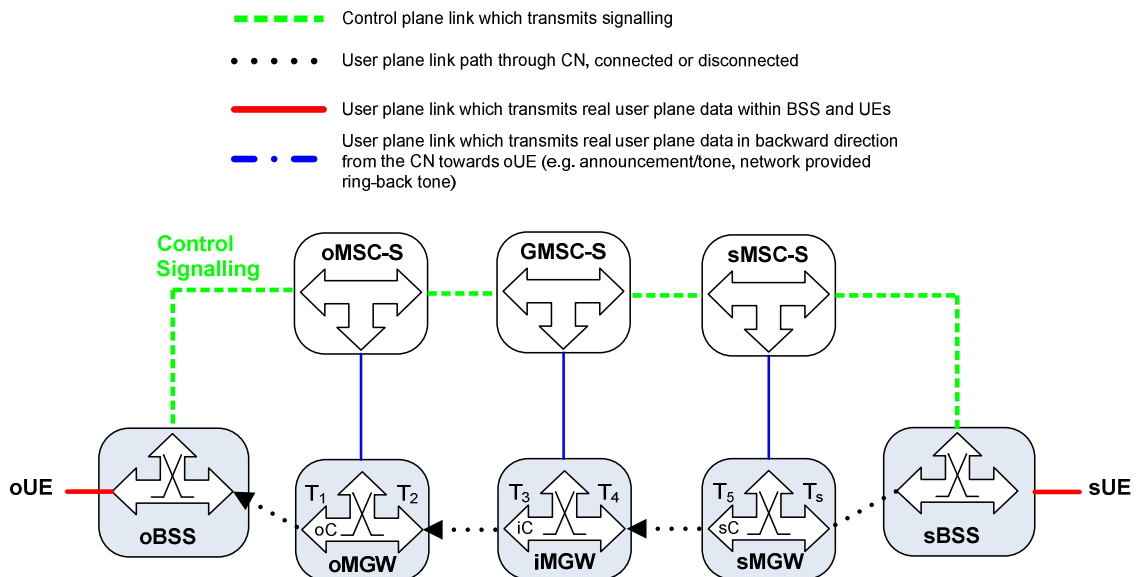 Control plane link which transmits signalling
User plane link path through CN, connected or disconnected
User plane link which transmits real user plane data within BSS and UEs
User plane link which transmits real user plane data in backward direction
from the CN towards oUE (e.g. announcement/tone, network provided
ring-back tone)
Control
Signalling
oMSC-S
GMSC-S
sMSC-S
oUE
oBSS
T1
T2
oC
oMGW
T3
T4
iC
iMGW
T5
Ts
sC
sMGW
sBSS
sUE